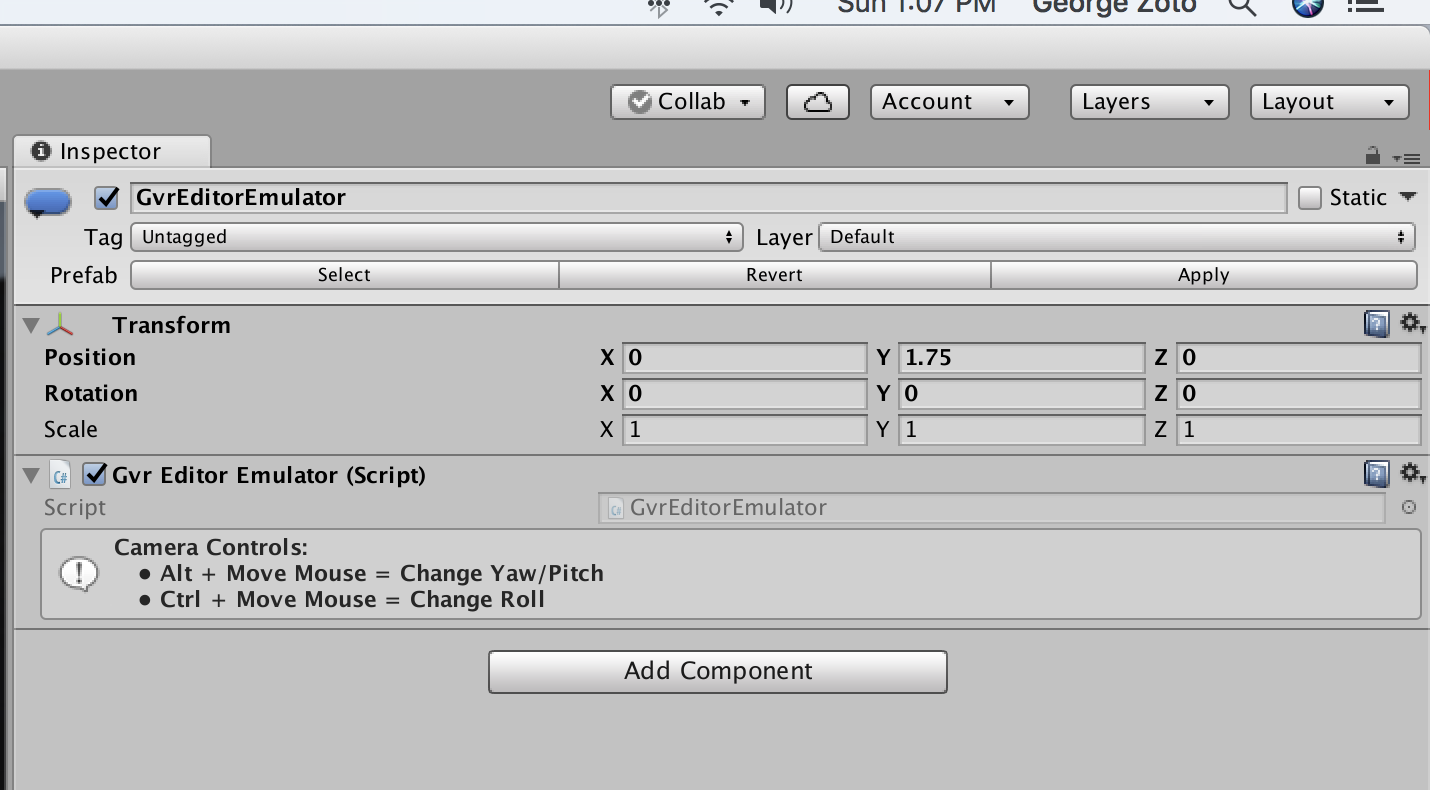 Sun 1:07 PM George Zoto
Collab Account Layers Layout
Inspector
GvrEditorEmulator Static
Tag Untagged Layer Default
Prefab Select Revert Apply
Transform
Position X 0 Y 1.75 Z 0
Rotation X 0 Y 0 Z 0
Scale X 1 Y 1 Z 1
C# Gvr Editor Emulator (Script)
Script C# GvrEditorEmulator
Camera Controls:
• Alt + Move Mouse = Change Yaw/Pitch
• Ctrl + Move Mouse = Change Roll
Add Component